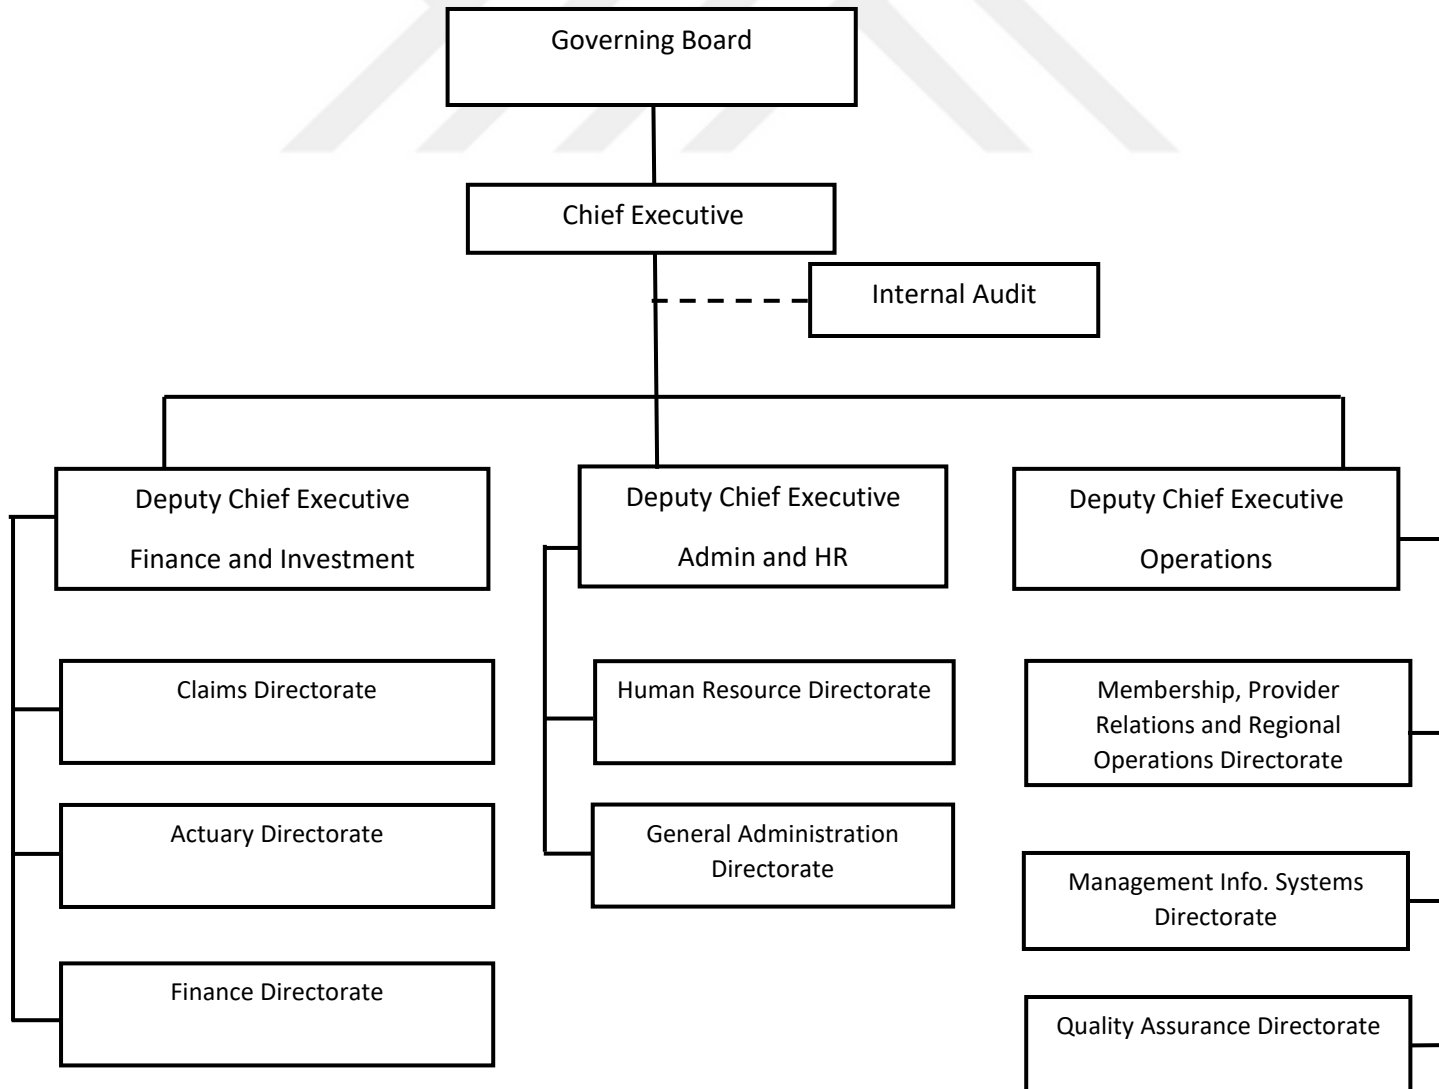 Governing Board
Chief Executive
Internal Audit
Deputy Chief Executive
Finance and Investment
Deputy Chief Executive
Admin and HR
Deputy Chief Executive
Operations
Claims Directorate
Human Resource Directorate
Membership, Provider
Relations and Regional
Operations Directorate
Actuary Directorate
General Administration
Directorate
Management Info. Systems
Directorate
Finance Directorate
Quality Assurance Directorate